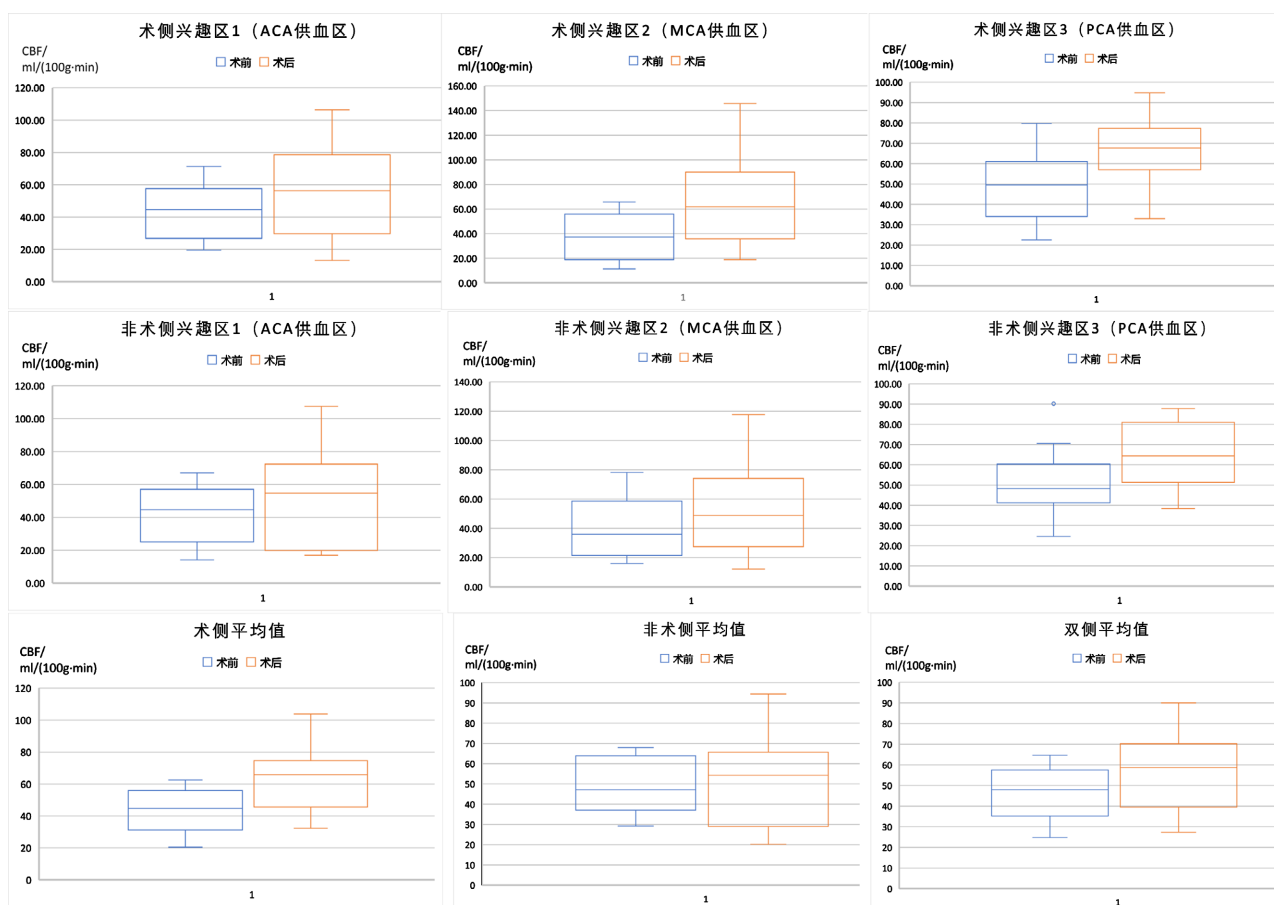 术侧兴趣区1（ACA供血区）
CBF/
ml/(100g·min)
术前 术后
120.00
100.00
80.00
60.00
40.00
20.00
0.00
1
术侧兴趣区2（MCA供血区）
CBF/
ml/(100g·min)
术前 术后
160.00
140.00
120.00
100.00
80.00
60.00
40.00
20.00
0.00
1
术侧兴趣区3（PCA供血区）
CBF/
ml/(100g·min)
术前 术后
100.00
90.00
80.00
70.00
60.00
50.00
40.00
30.00
20.00
10.00
0.00
1
非术侧兴趣区1（ACA供血区）
CBF/
ml/(100g·min)
术前 术后
120.00
100.00
80.00
60.00
40.00
20.00
0.00
1
非术侧兴趣区2（MCA供血区）
CBF/
ml/(100g·min)
术前 术后
140.00
120.00
100.00
80.00
60.00
40.00
20.00
0.00
1
非术侧兴趣区3（PCA供血区）
CBF/
ml/(100g·min)
术前 术后
100.00
90.00
80.00
70.00
60.00
50.00
40.00
30.00
20.00
10.00
0.00
1
术侧平均值
CBF/
ml/(100g·min)
术前 术后
120
100
80
60
40
20
0
1
非术侧平均值
CBF/
ml/(100g·min)
术前 术后
100
90
80
70
60
50
40
30
20
10
0
1
双侧平均值
CBF/
ml/(100g·min)
术前 术后
100
90
80
70
60
50
40
30
20
10
0
1